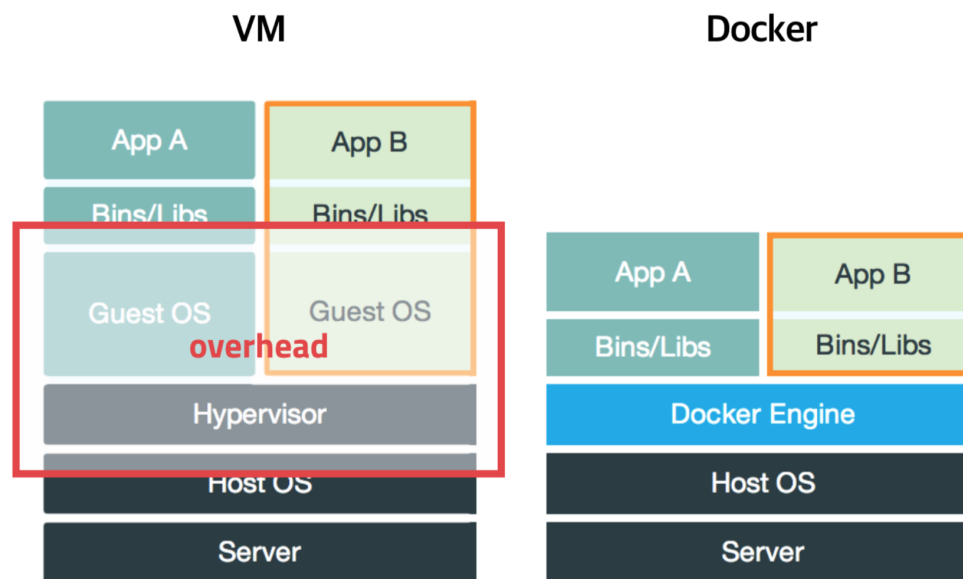 VM
Docker
App A
App B
Bins/Libs
Bins/Libs
Guest OS
Guest OS
overhead
Hypervisor
Host OS
Server
App A
App B
Bins/Libs
Bins/Libs
Docker Engine
Host OS
Server